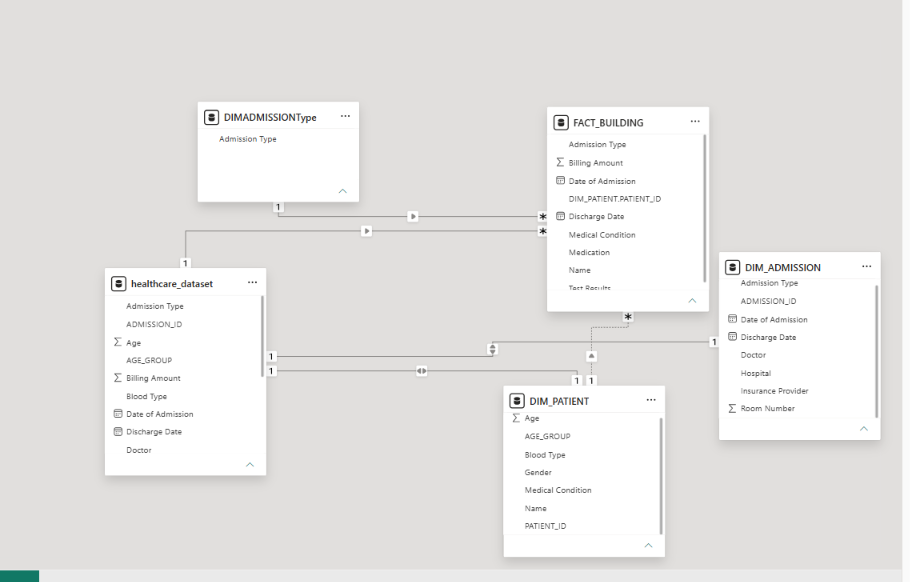 DIMADMISSIONType
Admission Type
1
FACT_BUILDING
Admission Type
Billing Amount
Date of Admission
DIM_PATIENT.PATIENT_ID
Discharge Date
Medical Condition
Medication
Name
Test Results
*
*
*
healthcare_dataset
Admission Type
ADMISSION_ID
Age
AGE_GROUP
Billing Amount
Blood Type
Date of Admission
Discharge Date
Doctor
1
1
1
DIM_ADMISSION
Admission Type
ADMISSION_ID
Date of Admission
Discharge Date
Doctor
Hospital
Insurance Provider
Room Number
1
DIM_PATIENT
Age
AGE_GROUP
Blood Type
Gender
Medical Condition
Name
PATIENT_ID
1
1